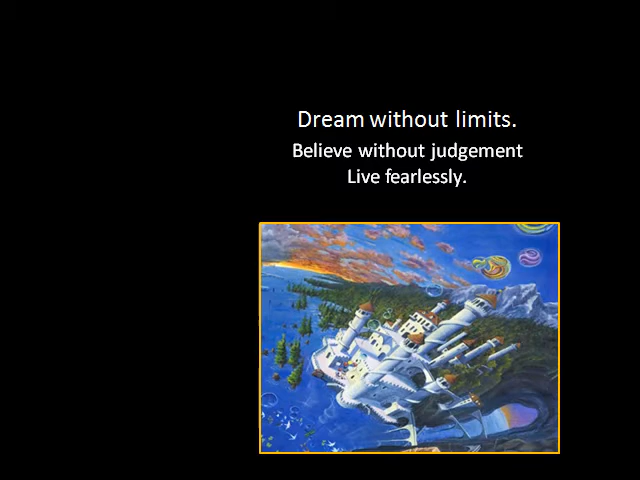 Dream without limits.
Believe without judgement
Live fearlessly.